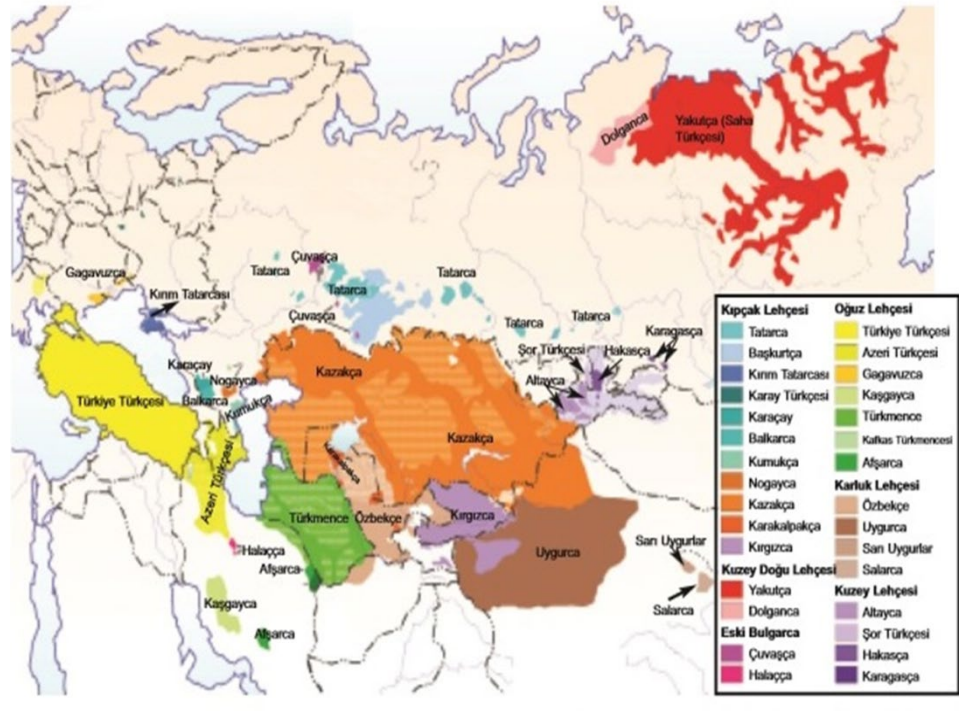 Dolganca
Yakutça (Saha
Türkçesi)
Gagavuzca
Kırım Tatarcası
Çuvaşça
Tatarca
Tatarca
Tatarca
Çuvaşça
Tatarca
Tatarca
Karagasça
Şor Türkçesi
Hakasça
Altayca
Karaçay
Nogayca
Balkarca
Kumukça
Kazakça
Kazakça
Türkiye Türkçesi
Azeri Türkçesi
Karakalpakça
Türkmence
Özbekçe
Kırgızca
Halaçça
Afşarca
Uygurca
Sarı Uygurlar
Salarca
Kaşgayca
Afşarca
Kıpçak Lehçesi
Tatarca
Başkurtça
Kırım Tatarcası
Karay Türkçesi
Karaçay
Balkarca
Kumukça
Nogayca
Kazakça
Karakalpakça
Kırgızca
Kuzey Doğu Lehçesi
Yakutça
Dolganca
Eski Bulgarca
Çuvaşça
Halaçça
Oğuz Lehçesi
Türkiye Türkçesi
Azeri Türkçesi
Gagavuzca
Kaşgayca
Türkmence
Kafkas Türkmencesi
Afşarca
Karluk Lehçesi
Özbekçe
Uygurca
Sarı Uygurlar
Salarca
Kuzey Lehçesi
Altayca
Şor Türkçesi
Hakasça
Karagasça